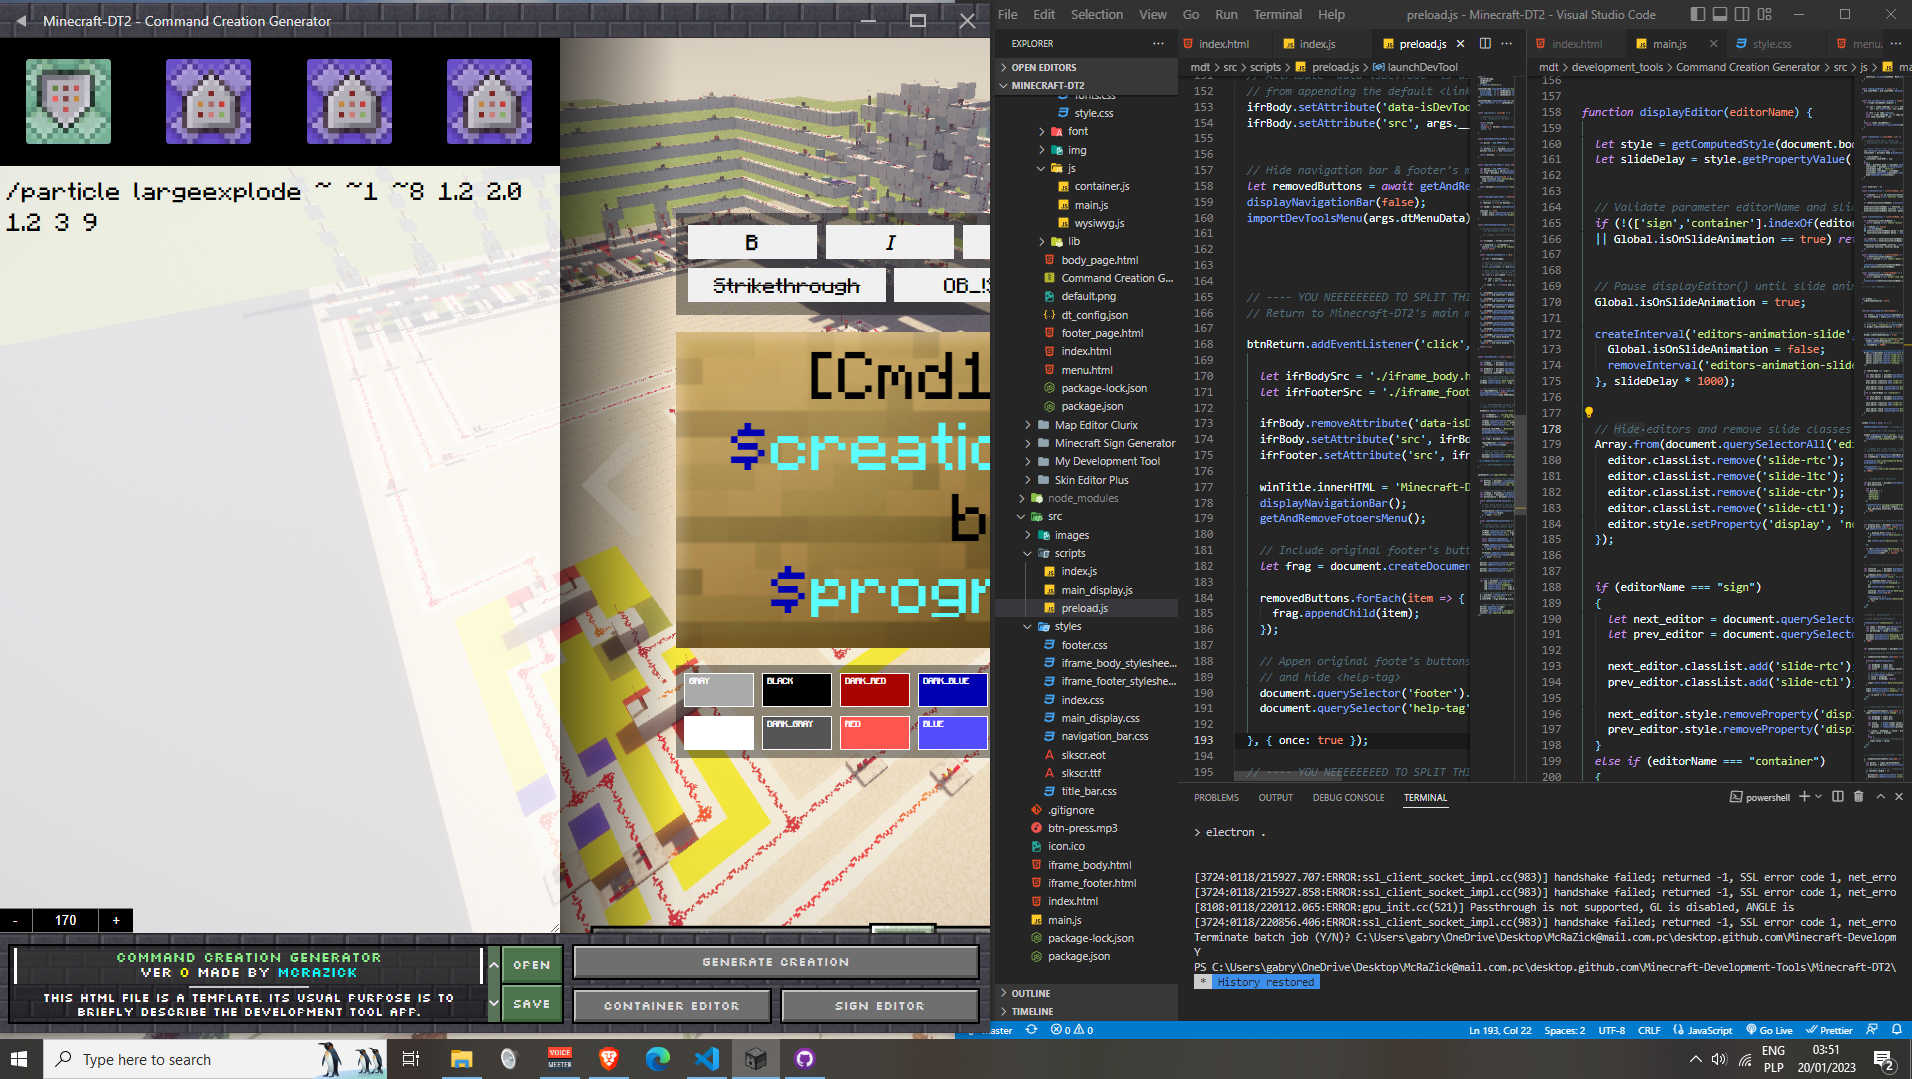 Minecraft-DT2 - Command Creation Generator
/particle largeexplode ~ ~1 ~8 1.2 2.0
1.2 3 9
B
I
Strikethrough
[Cmd1
$creatio
b
$progr
GRAY
BLACK
DARK_RED
DARK_BLUE
DARK_GRAY
RED
BLUE
-
170
+
COMMAND CREATION GENERATOR
VER 0 MADE BY MCRAZICK
THIS HTML FILE IS A TEMPLATE. ITS USUAL PURPOSE IS TO
BRIEFLY DESCRIBE THE DEVELOPMENT TOOL APP.
OPEN
SAVE
GENERATE CREATION
CONTAINER EDITOR
SIGN EDITOR
File Edit Selection View Go Run Terminal Help
preload.js - Minecraft-DT2 - Visual Studio Code
EXPLORER
OPEN EDITORS
MINECRAFT-DT2
style.css
font
img
js
container.js
main.js
wysiwyg.js
lib
body_page.html
Command Creation G...
default.png
dt_config.json
footer_page.html
index.html
menu.html
package-lock.json
package.json
Map Editor Clurix
Minecraft Sign Generator
My Development Tool
Skin Editor Plus
node_modules
src
images
scripts
index.js
main_display.js
preload.js
styles
footer.css
iframe_body_styleshee...
iframe_footer_styleshe...
index.css
main_display.css
navigation_bar.css
slkscr.eot
slkscr.ttf
title_bar.css
.gitignore
btn-press.mp3
icon.ico
iframe_body.html
iframe_footer.html
index.html
main.js
package-lock.json
package.json
OUTLINE
TIMELINE
index.html
index.js
preload.js
mdt > src > scripts > preload.js > launchDevTool
152 // from appending the default <link
153 ifrBody.setAttribute('data-isDevToo
154 ifrBody.setAttribute('src', args.__
155
156
157 // Hide navigation bar & footer's m
158 let removedButtons = await getAndRe
159 displayNavigationBar(false);
160 importDevToolsMenu(args.dtMenuData)
161
162
163
164
165 // ---- YOU NEEEEEEEED TO SPLIT THI
166 // Return to Minecraft-DT2's main m
167
168 btnReturn.addEventListener('click',
169
170 let ifrBodySrc = './iframe_body.h
171 let ifrFooterSrc = './iframe_foot
172
173 ifrBody.removeAttribute('data-isD
174 ifrBody.setAttribute('src', ifrBo
175 ifrFooter.setAttribute('src', ifr
176
177 winTitle.innerHTML = 'Minecraft-D
178 displayNavigationBar();
179 getAndRemoveFotoersMenu();
180
181 // Include original footer's butt
182 let frag = document.createDocumen
183
184 removedButtons.forEach(item => {
185 frag.appendChild(item);
186 });
187
188 // Appen original foote's buttons
189 // and hide <help-tag>
190 document.querySelector('footer').
191 document.querySelector('help-tag'
192
193 }, { once: true });
194
195 // ---- YOU NEEEEEEEED TO SPLIT THI
index.html
main.js
style.css
menu.
mdt > development_tools > Command Creation Generator > src > js > ma
156
157
158 function displayEditor(editorName) {
159
160 let style = getComputedStyle(document.boo
161 let slideDelay = style.getPropertyValue(
162
163
164 // Validate parameter editorName and slid
165 if (!(['sign','container'].indexOf(editor
166 || Global.isOnSlideAnimation == true) ret
167
168
169 // Pause displayEditor() until slide anim
170 Global.isOnSlideAnimation = true;
171
172 createInterval('editors-animation-slide',
173 Global.isOnSlideAnimation = false;
174 removeInterval('editors-animation-slide
175 }, slideDelay * 1000);
176
177
178 // Hide editors and remove slide classes
179 Array.from(document.querySelectorAll('edi
180 editor.classList.remove('slide-rtc');
181 editor.classList.remove('slide-ltc');
182 editor.classList.remove('slide-ctr');
183 editor.classList.remove('slide-ctl');
184 editor.style.setProperty('display', 'no
185 });
186
187
188 if (editorName === "sign")
189 {
190 let next_editor = document.querySelecto
191 let prev_editor = document.querySelecto
192
193 next_editor.classList.add('slide-rtc');
194 prev_editor.classList.add('slide-ctl');
195
196 next_editor.style.removeProperty('displ
197 prev_editor.style.removeProperty('displ
198 }
199 else if (editorName === "container")
200 {
PROBLEMS OUTPUT DEBUG CONSOLE TERMINAL
powershell
> electron .
[3724:0118/215927.707:ERROR:ssl_client_socket_impl.cc(983)] handshake failed; returned -1, SSL error code 1, net_erro
[3724:0118/215927.858:ERROR:ssl_client_socket_impl.cc(983)] handshake failed; returned -1, SSL error code 1, net_erro
[8108:0118/220112.065:ERROR:gpu_init.cc(521)] Passthrough is not supported, GL is disabled, ANGLE is
[3724:0118/220856.406:ERROR:ssl_client_socket_impl.cc(983)] handshake failed; returned -1, SSL error code 1, net_erro
Terminate batch job (Y/N)? C:\Users\gabry\OneDrive\Desktop\McRaZick@mail.com.pc\desktop.github.com\Minecraft-Developm
Y
PS C:\Users\gabry\OneDrive\Desktop\McRaZick@mail.com.pc\desktop.github.com\Minecraft-Development-Tools\Minecraft-DT2\
* History restored
master
0 0
Ln 193, Col 22 Spaces: 2 UTF-8 CRLF JavaScript Go Live Prettier
Type here to search
VOICE
MEETER
ENG
PLP
03:51
20/01/2023
2